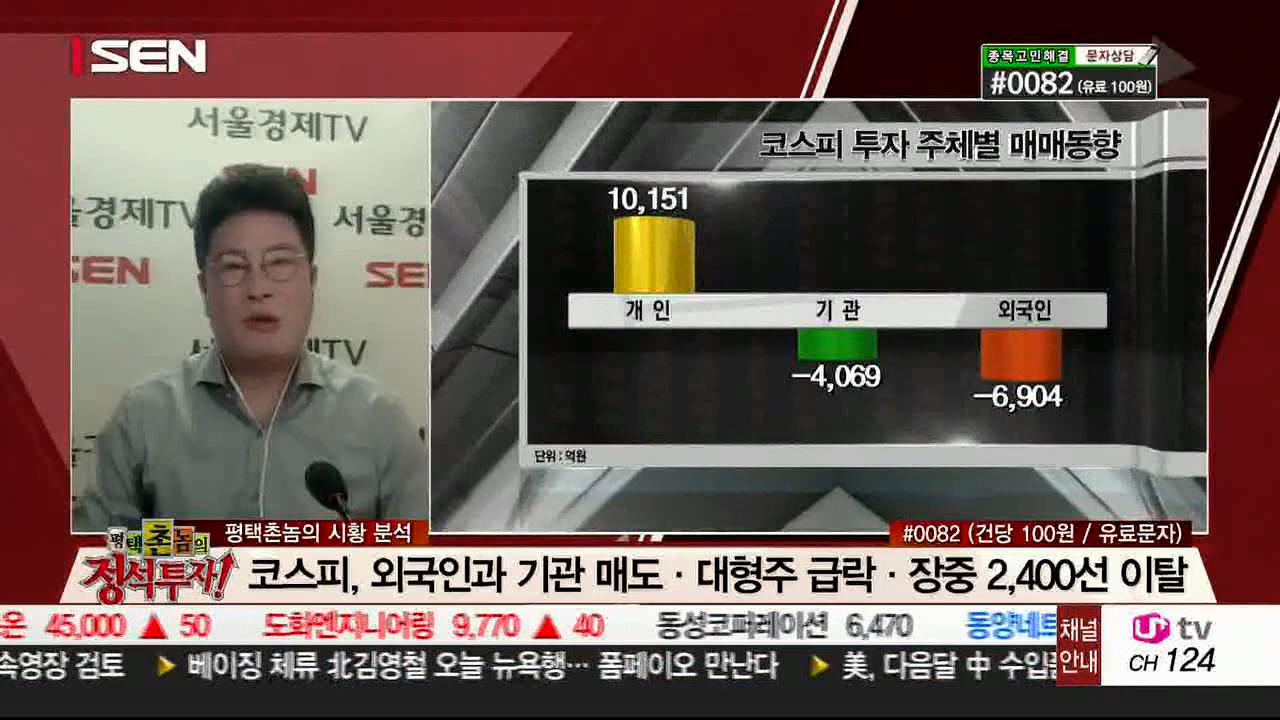 SEN
종목고민해결 문자상담
#0082 (유료 100원)
서울경제TV
울경제TV 서울경
SEN SEN
경제TV
코스피 투자 주체별 매매동향
10,151
개 인 기 관 외국인
-4,069
-6,904
단위 : 억원
평택촌놈의 정석투자!
평택촌놈의 시황 분석
#0082 (건당 100원 / 유료문자)
코스피, 외국인과 기관 매도 · 대형주 급락 · 장중 2,400선 이탈
온 45,000 ▲ 50 도화엔지니어링 9,770 ▲ 40 동성코퍼레이션 6,470 동양네트
채널안내
U+ tv
CH 124
속영장 검토 ▶ 베이징 체류 北김영철 오늘 뉴욕행… 폼페이오 만난다 ▶ 美, 다음달 中 수입